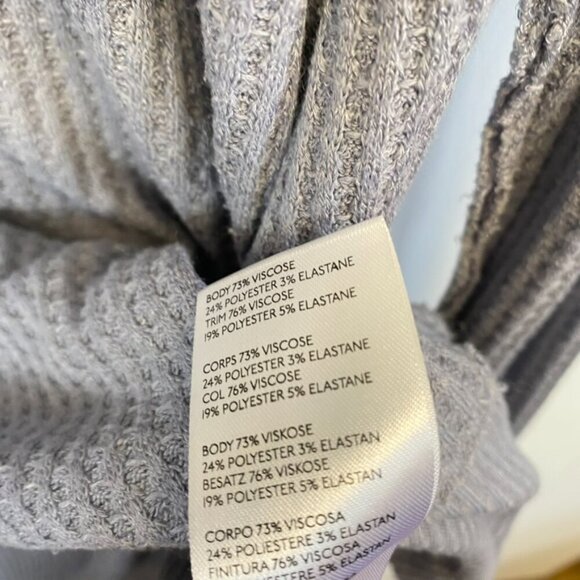 BODY 73% VISCOSE
24% POLYESTER 3% ELASTANE
TRIM 76% VISCOSE
19% POLYESTER 5% ELASTANE
CORPS 73% VISCOSE
24% POLYESTER 3% ELASTANE
COL 76% VISCOSE
19% POLYESTER 5% ELASTANE
BODY 73% VISKOSE
24% POLYESTER 3% ELASTAN
BESATZ 76% VISKOSE
19% POLYESTER 5% ELASTAN
CORPO 73% VISCOSA
24% POLIESTERE 3% ELASTAN
FINITURA 76% VISCOSA
5% ELASTAN